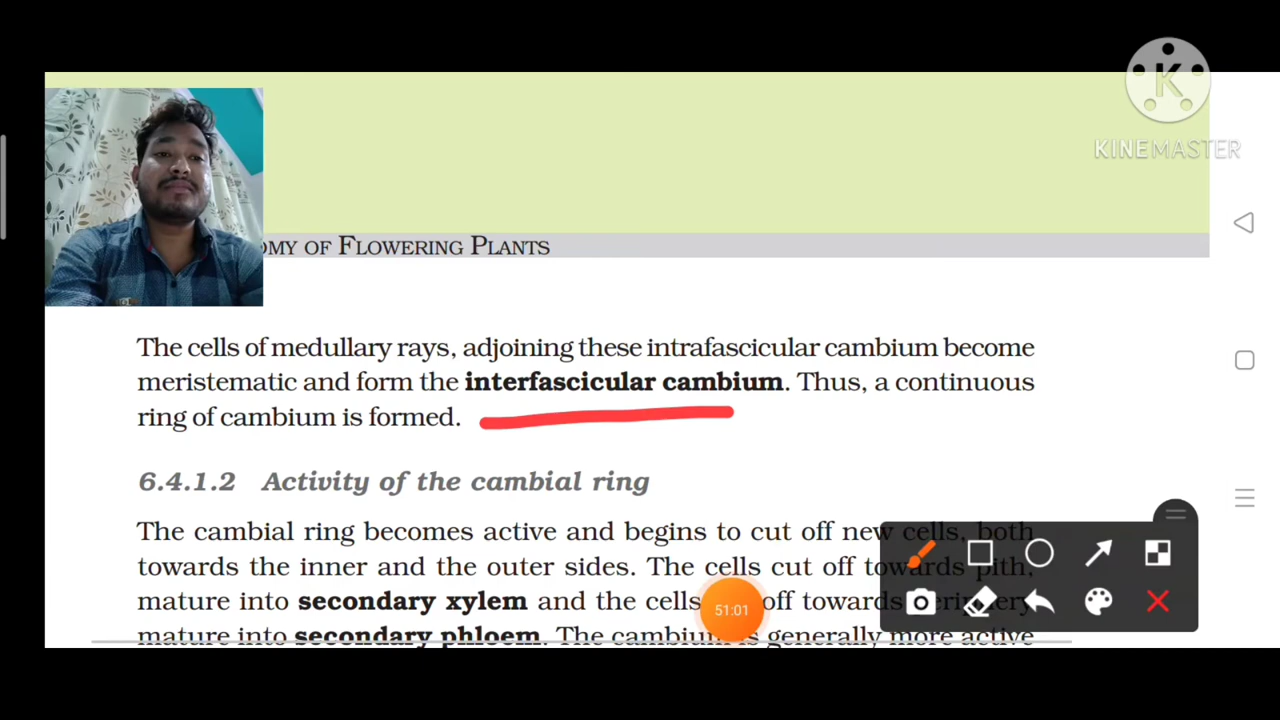 KINEMASTER
OMY OF FLOWERING PLANTS
The cells of medullary rays, adjoining these intrafascicular cambium become
meristematic and form the interfascicular cambium. Thus, a continuous
ring of cambium is formed.
6.4.1.2 Activity of the cambial ring
The cambial ring becomes active and begins to cut off new cells, both
towards the inner and the outer sides. The cells cut off towards pith,
mature into secondary xylem and the cells off towards periphery
mature into secondary phloem. The cambium is generally more active
51:01